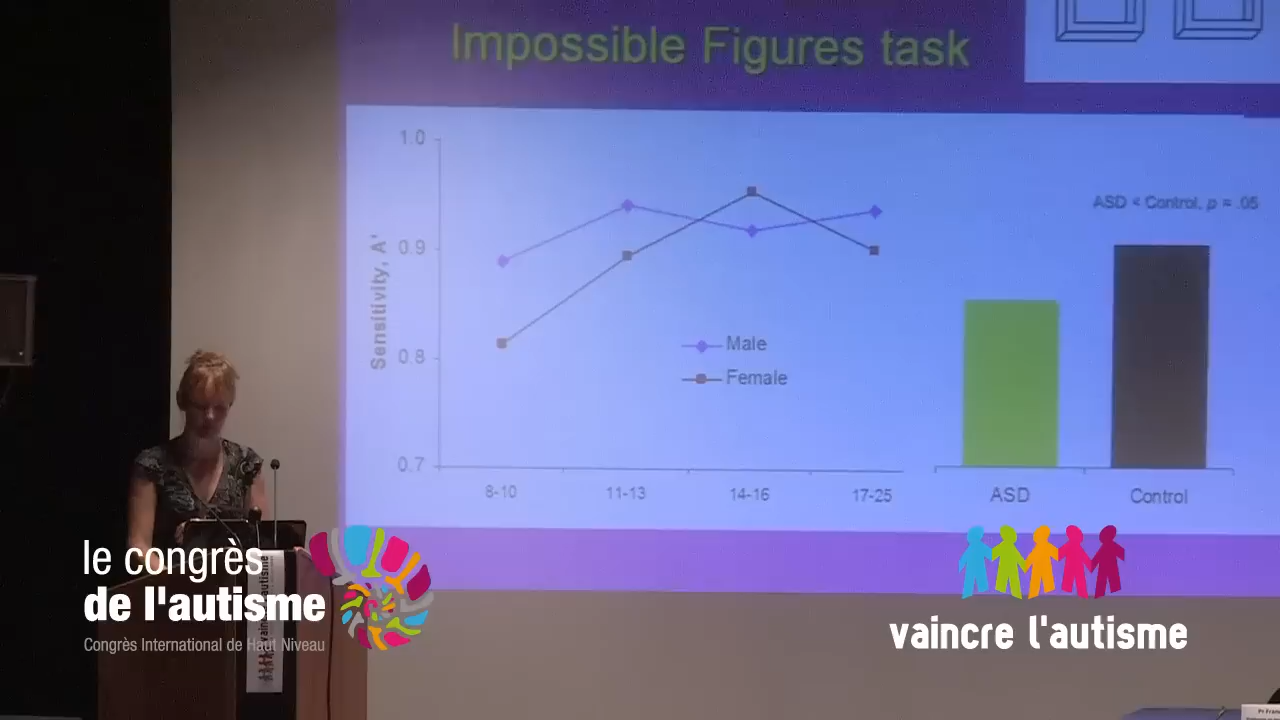 Impossible Figures task
1.0
0.9
0.8
0.7
Sensitivity, A'
Male
Female
8-10
11-13
14-16
17-25
ASD < Control, p = .05
ASD
Control
le congrès
de l'autisme
Congrès International de Haut Niveau
vaincre l'autisme